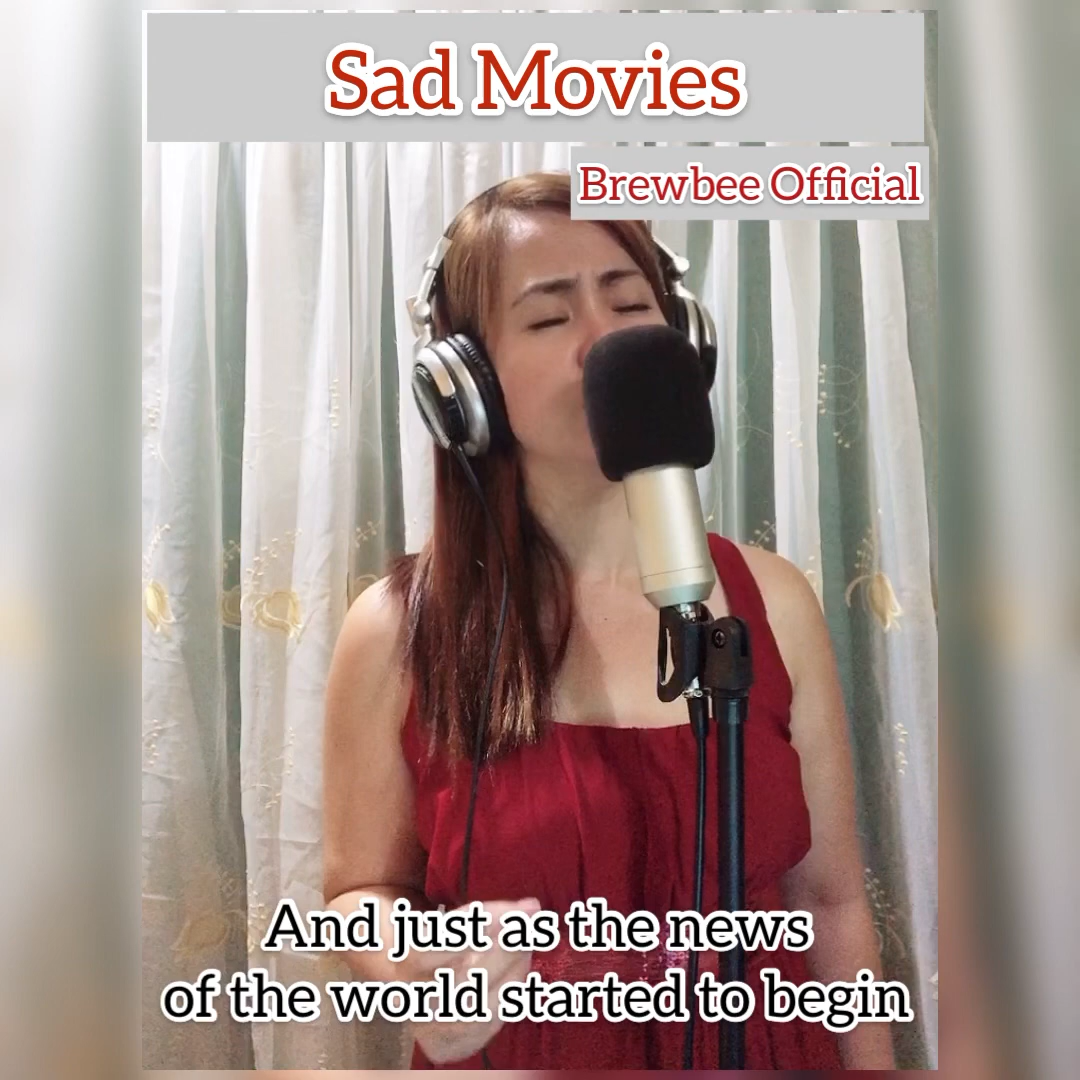 Sad Movies
Brewbee Official
And just as the news
of the world started to begin